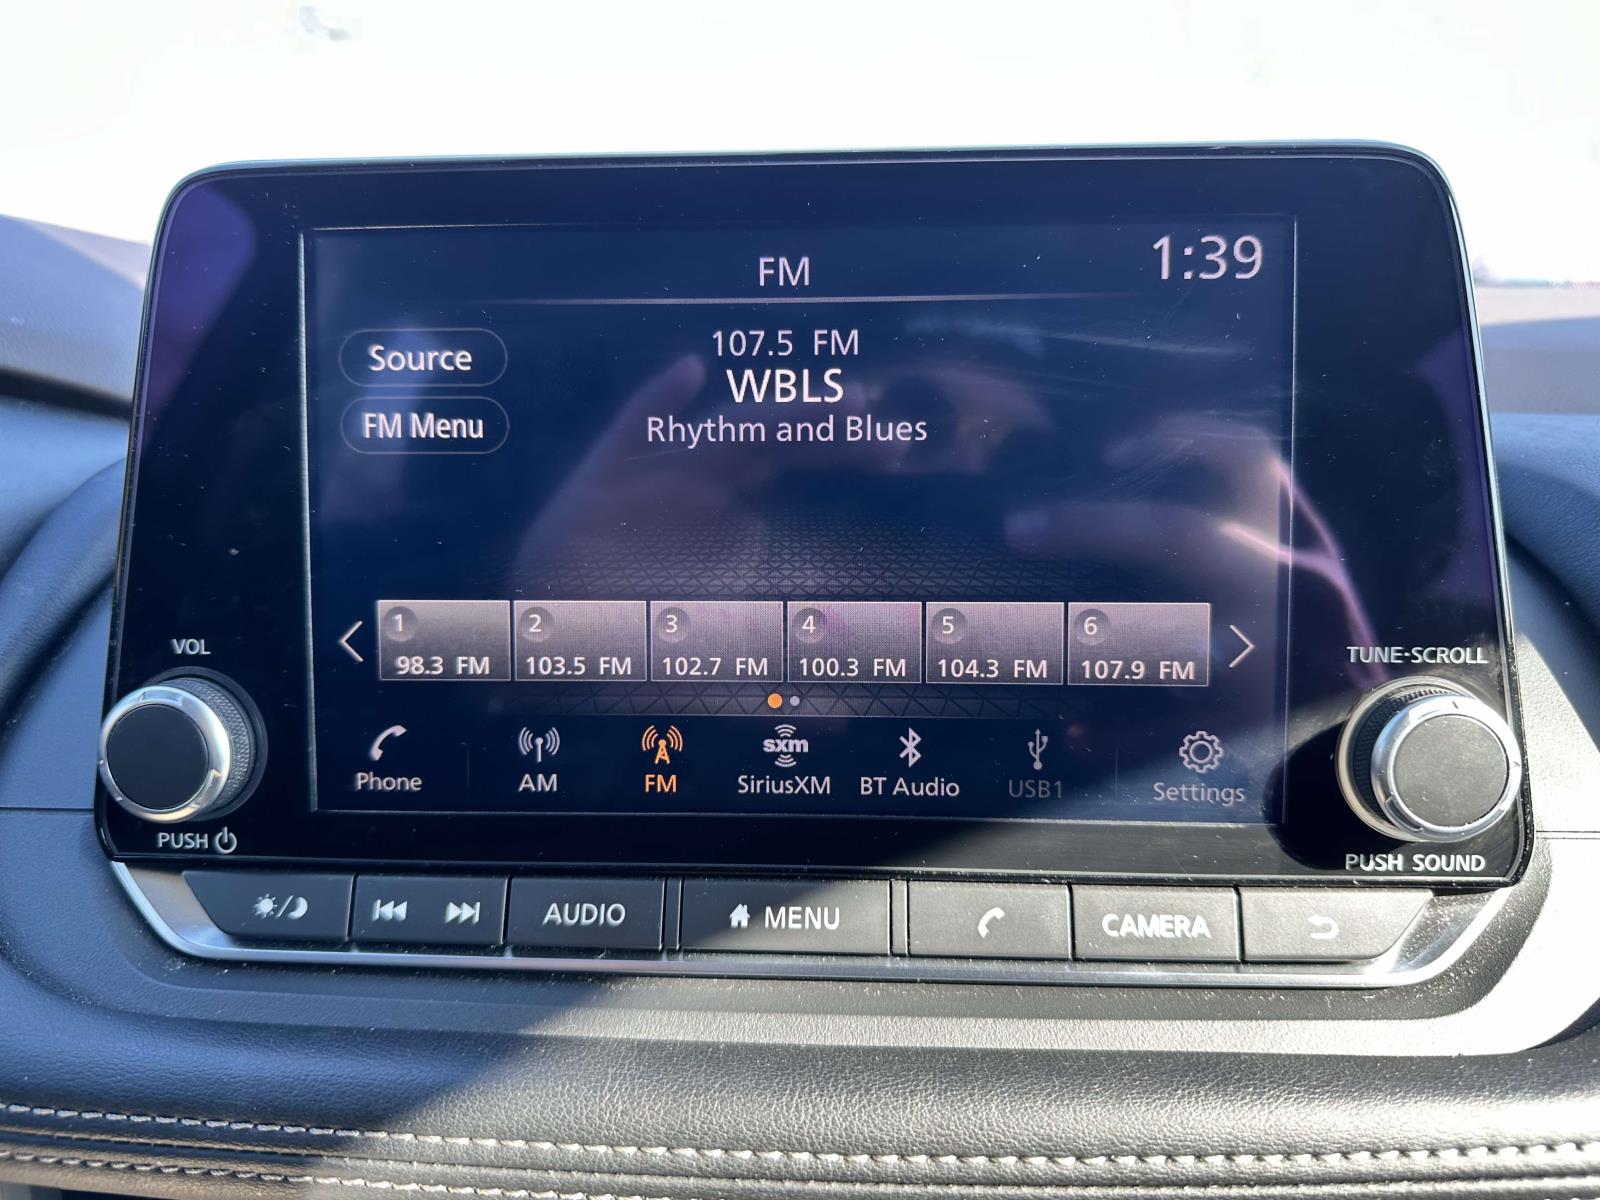 FM
1:39
Source
FM Menu
107.5 FM
WBLS
Rhythm and Blues
1
98.3 FM
2
103.5 FM
3
102.7 FM
4
100.3 FM
5
104.3 FM
6
107.9 FM
Phone
AM
FM
sxm
SiriusXM
BT Audio
USB1
Settings
VOL
PUSH
TUNE·SCROLL
PUSH SOUND
AUDIO
MENU
CAMERA